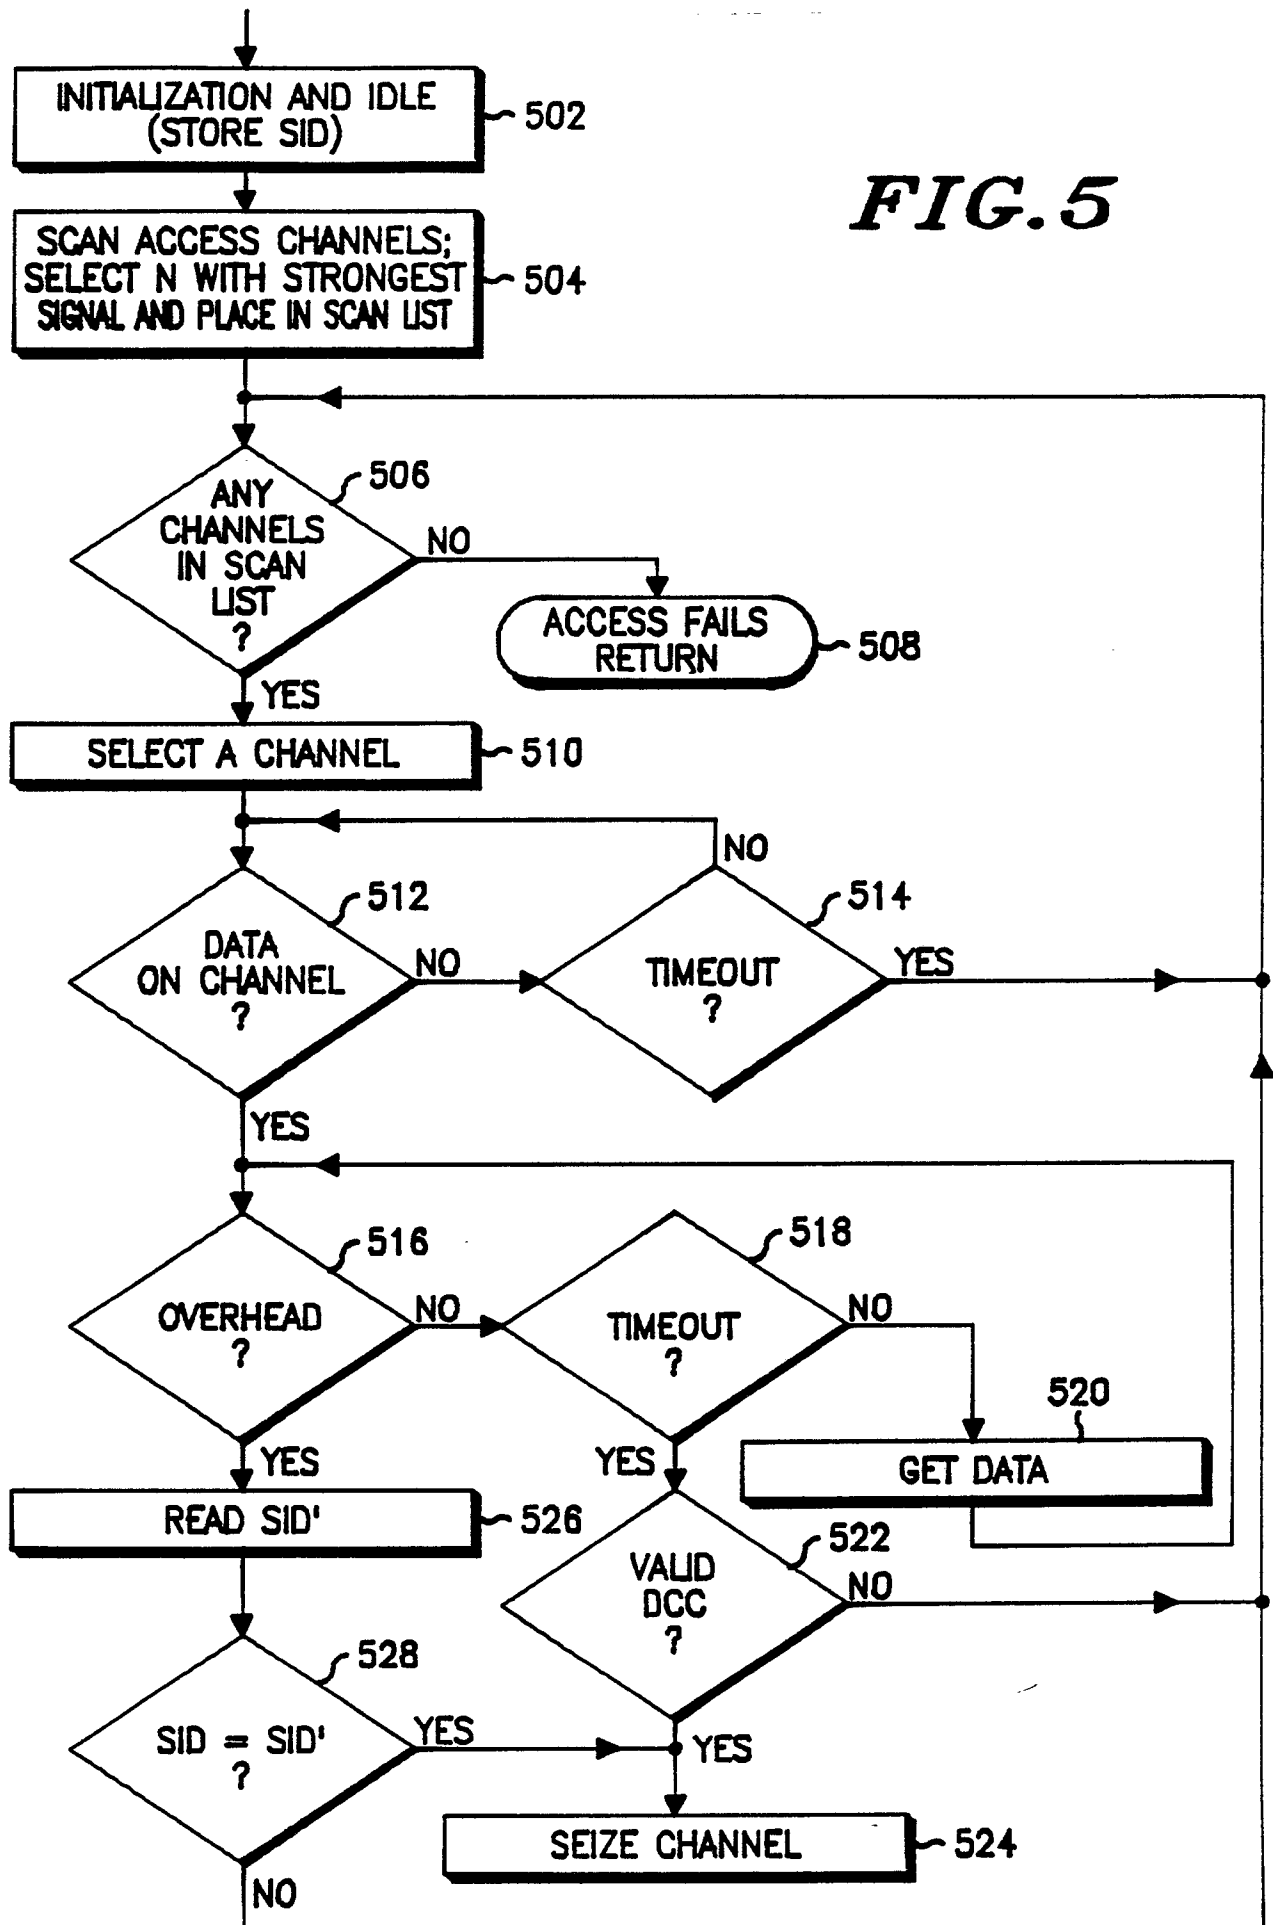 INITIALIZATION AND IDLE
(STORE SID)
502
FIG. 5
SCAN ACCESS CHANNELS;
SELECT N WITH STRONGEST
SIGNAL AND PLACE IN SCAN LIST
504
506
ANY
CHANNELS
IN SCAN
LIST
?
NO
ACCESS FAILS
RETURN
508
YES
SELECT A CHANNEL
510
NO
512
514
DATA
ON CHANNEL
?
NO
TIMEOUT
?
YES
YES
516
518
OVERHEAD
?
NO
TIMEOUT
?
NO
520
YES
YES
GET DATA
READ SID'
526
522
VALID
DCC
?
NO
528
SID = SID'
?
YES
YES
SEIZE CHANNEL
524
NO